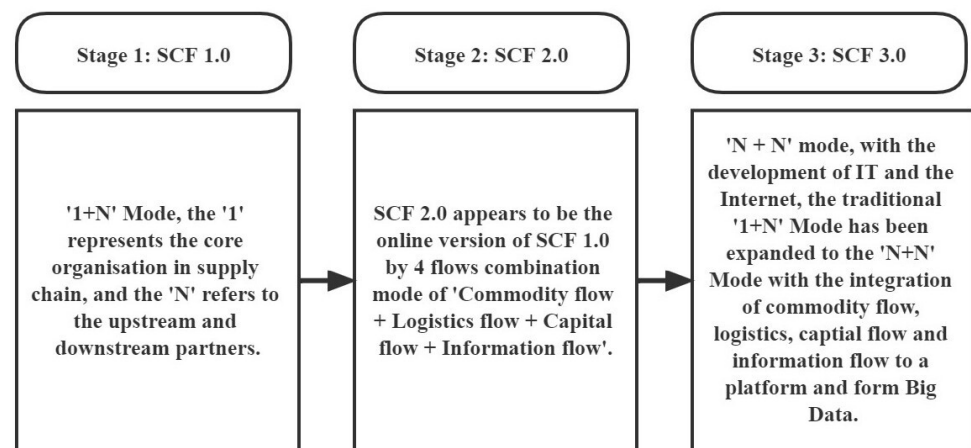 Stage 1: SCF 1.0
'1+N' Mode, the '1'
represents the core
organisation in supply
chain, and the 'N' refers to
the upstream and
downstream partners.
Stage 2: SCF 2.0
SCF 2.0 appears to be the
online version of SCF 1.0
by 4 flows combination
mode of 'Commodity flow
+ Logistics flow + Capital
flow + Information flow'.
Stage 3: SCF 3.0
'N + N' mode, with the
development of IT and the
Internet, the traditional
'1+N' Mode has been
expanded to the 'N+N'
Mode with the integration
of commodity flow,
logistics, captial flow and
information flow to a
platform and form Big
Data.